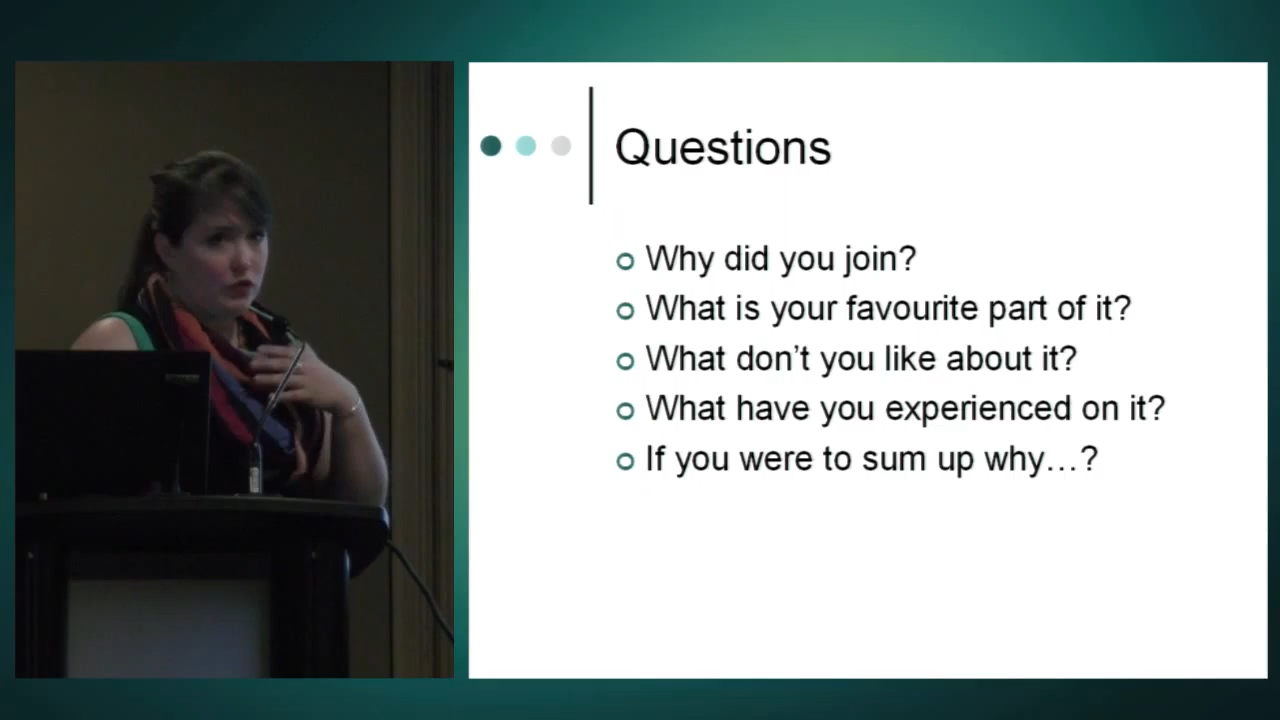 Questions
Why did you join?
What is your favourite part of it?
What don’t you like about it?
What have you experienced on it?
If you were to sum up why…?